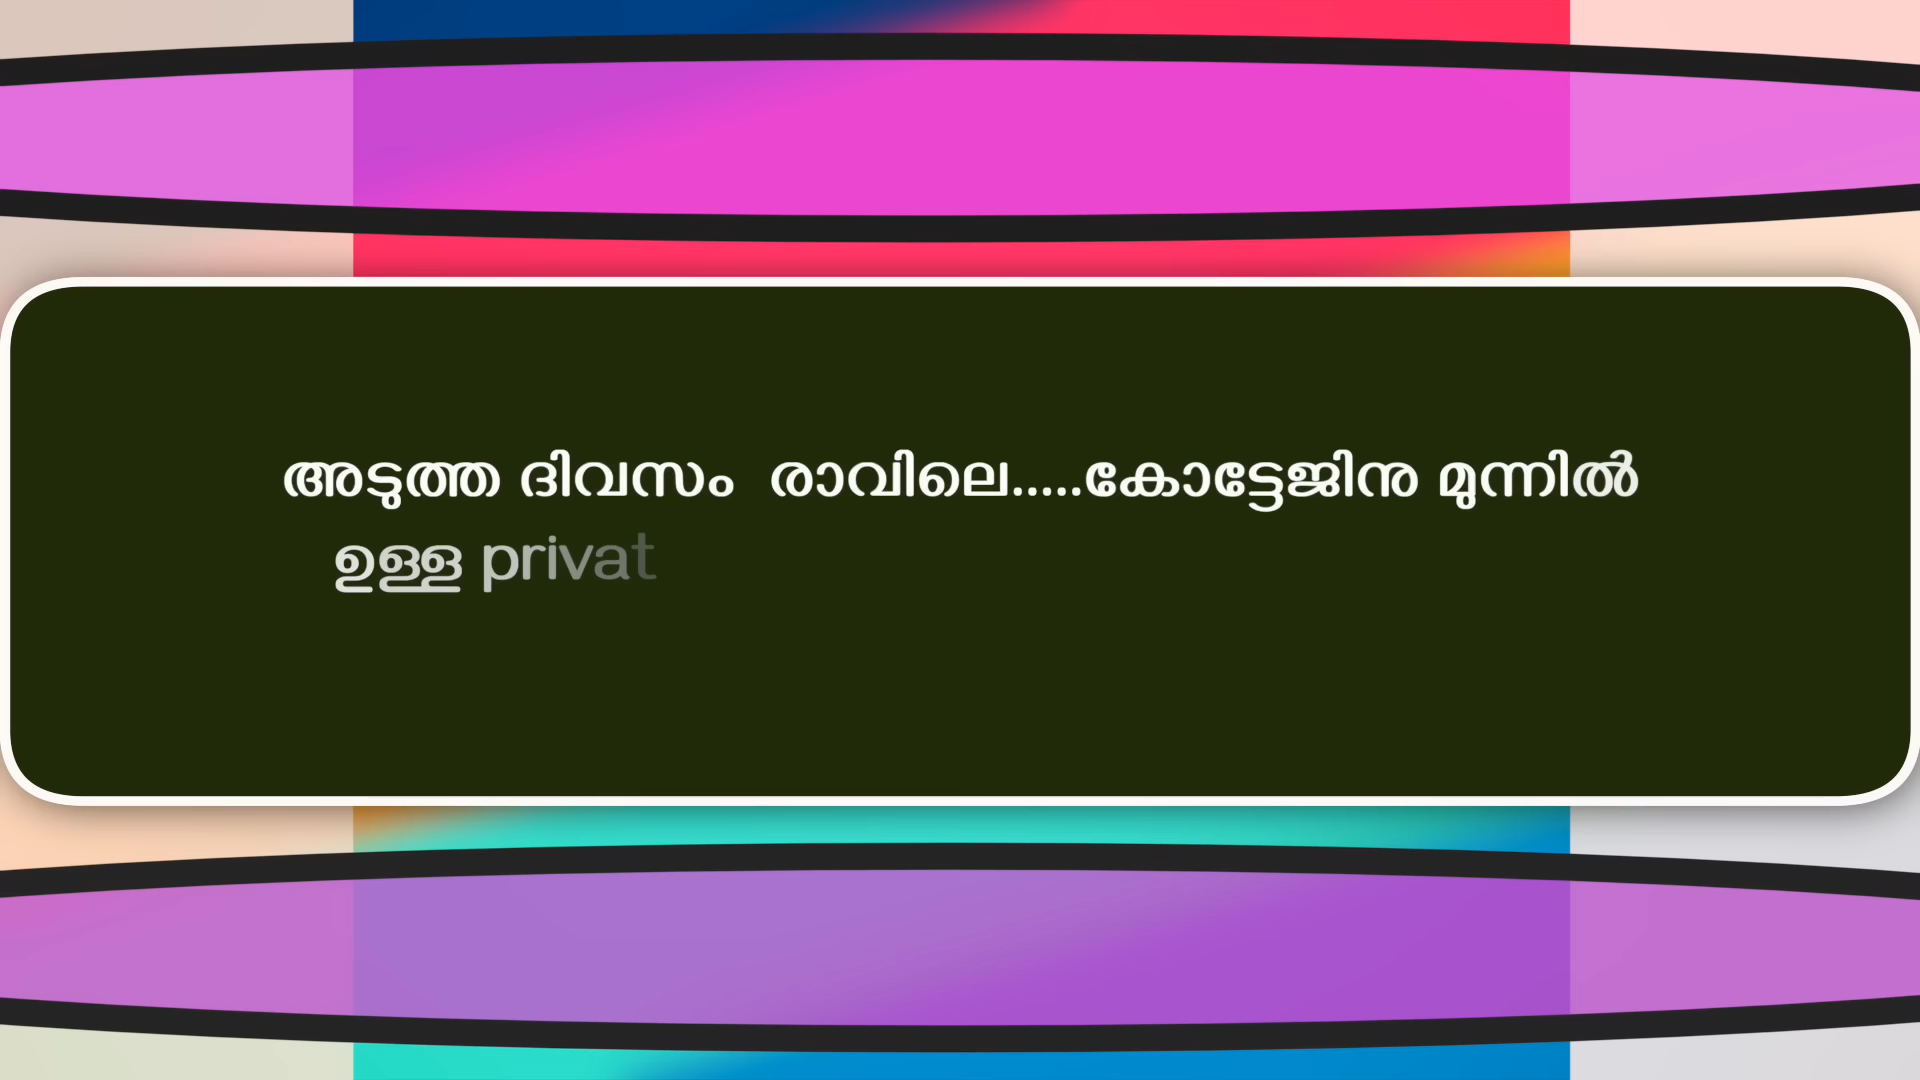 അടുത്ത ദിവസം  രാവിലെ.....കോട്ടേജിനു മുന്നിൽ
ഉള്ള privat